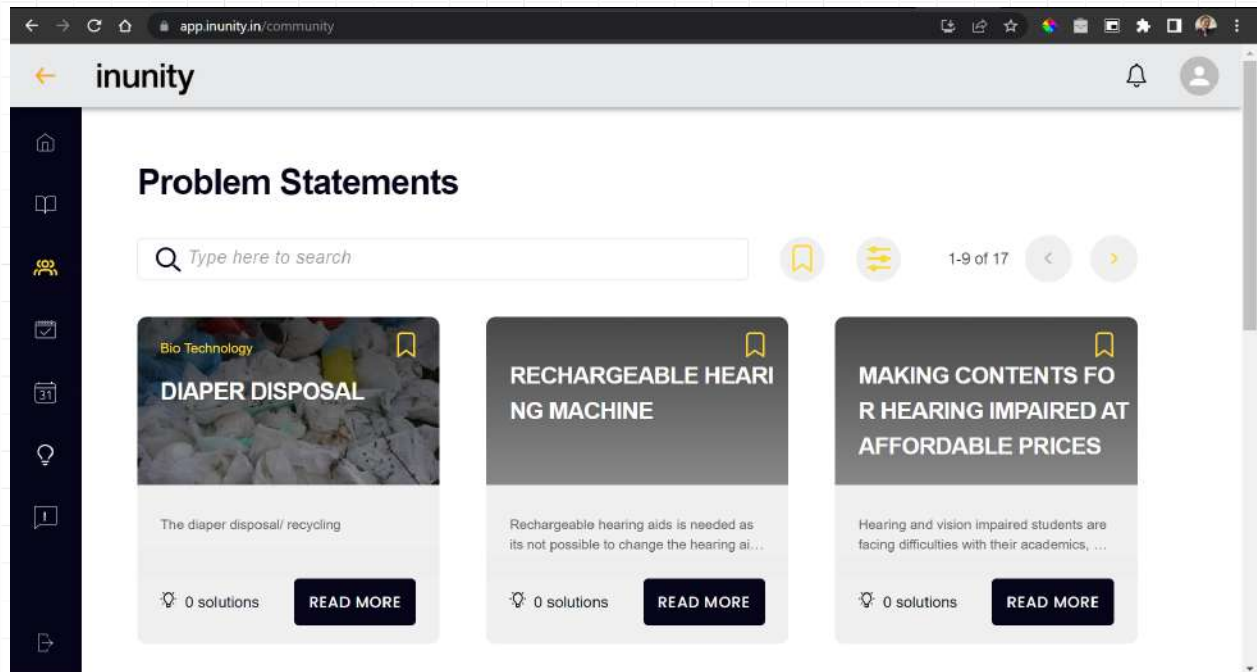 app.inunity.in/community
inunity
Problem Statements
Type here to search
1-9 of 17
31
Bio Technology
DIAPER DISPOSAL
The diaper disposal/ recycling
0 solutions
READ MORE
RECHARGEABLE HEARI
NG MACHINE
Rechargeable hearing aids is needed as
its not possible to change the hearing ai...
0 solutions
READ MORE
MAKING CONTENTS FO
R HEARING IMPAIRED AT
AFFORDABLE PRICES
Hearing and vision impaired students are
facing difficulties with their academics, ...
0 solutions
READ MORE